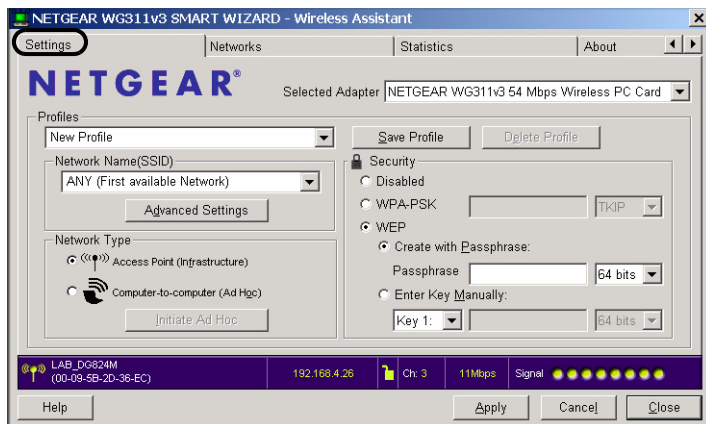 NETGEAR WG311v3 SMART WIZARD - Wireless Assistant
Settings
Networks
Statistics
About
NETGEAR®
Selected Adapter
NETGEAR WG311v3 54 Mbps Wireless PC Card
Profiles
New Profile
Save Profile
Delete Profile
Network Name(SSID)
ANY (First available Network)
Advanced Settings
Network Type
Access Point (Infrastructure)
Computer-to-computer (Ad Hoc)
Initiate Ad Hoc
Security
Disabled
WPA-PSK
TKIP
WEP
Create with Passphrase:
Passphrase
64 bits
Enter Key Manually:
Key 1:
64 bits
LAB_DG824M
(00-09-5B-2D-36-EC)
192.168.4.26
Ch: 3
11Mbps
Signal
Help
Apply
Cancel
Close